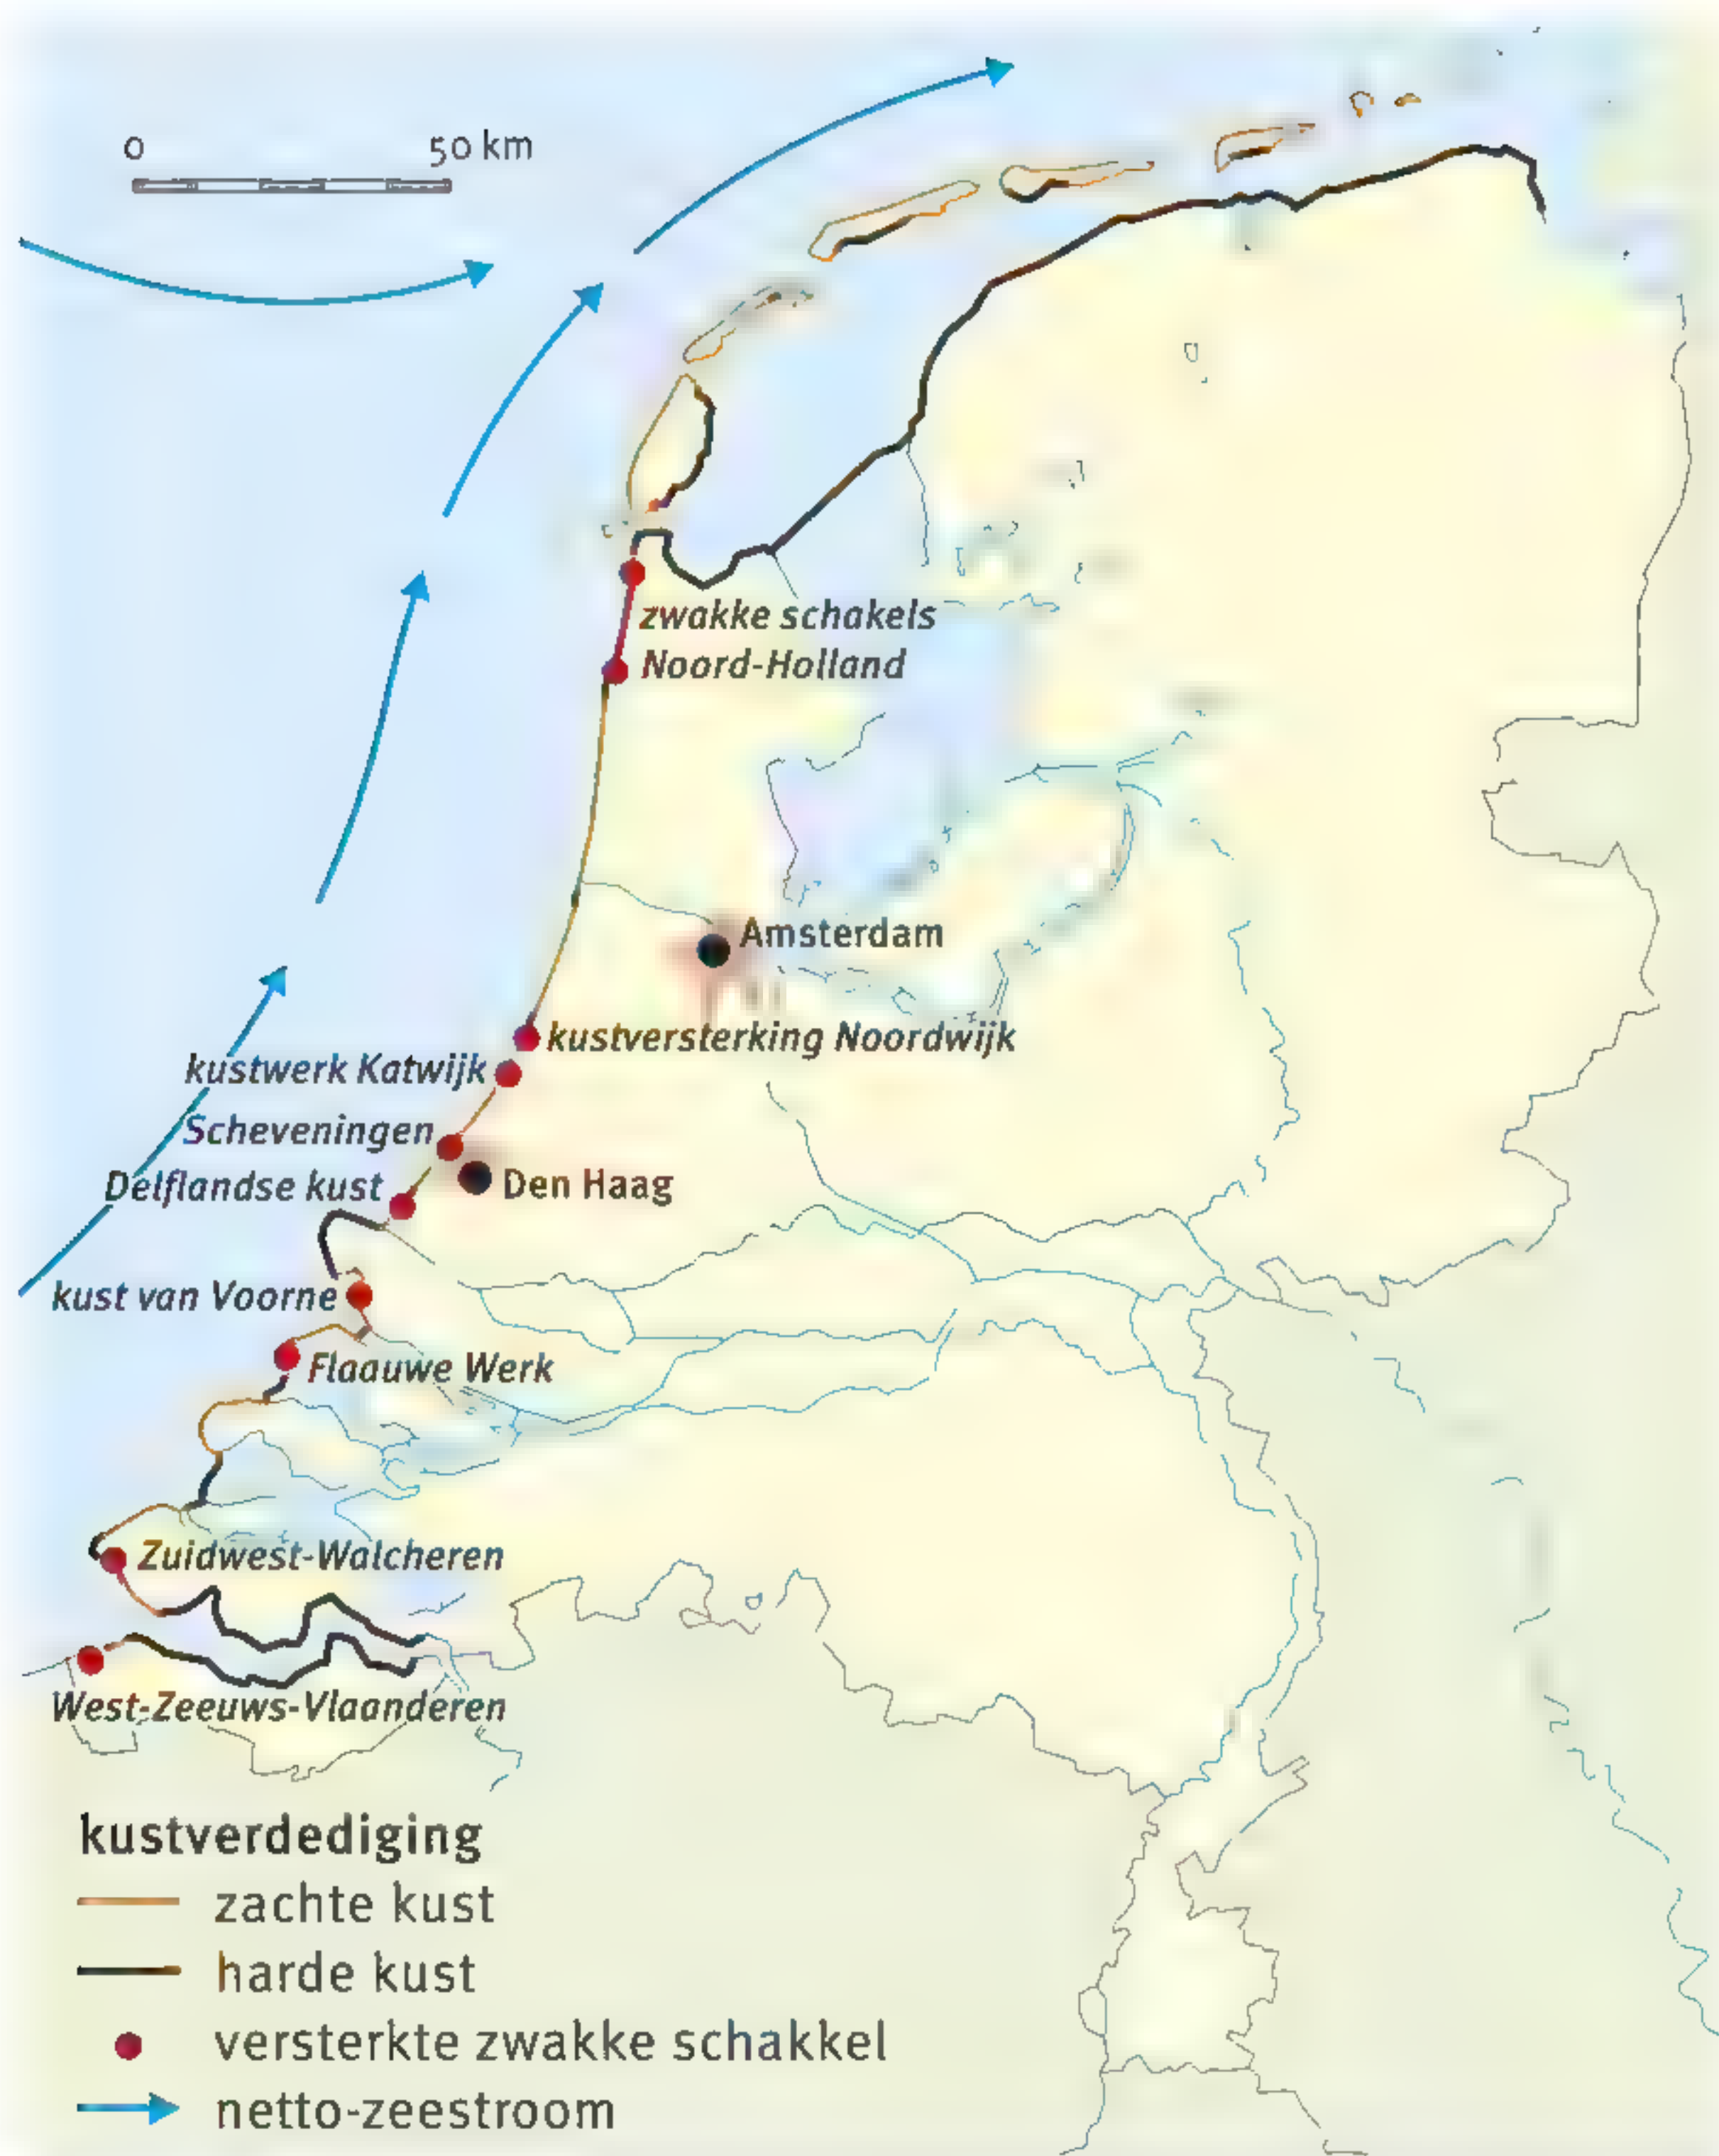 0 50 km
zwakke schakels
Noord-Holland
Amsterdam
kustversterking Noordwijk
kustwerk Katwijk
Scheveningen
Delflandse kust
Den Haag
kust van Voorne
Flaauwe Werk
Zuidwest-Walcheren
West-Zeeuws-Vlaanderen
kustverdediging
zachte kust
harde kust
versterkte zwakke schakkel
netto-zeestroom